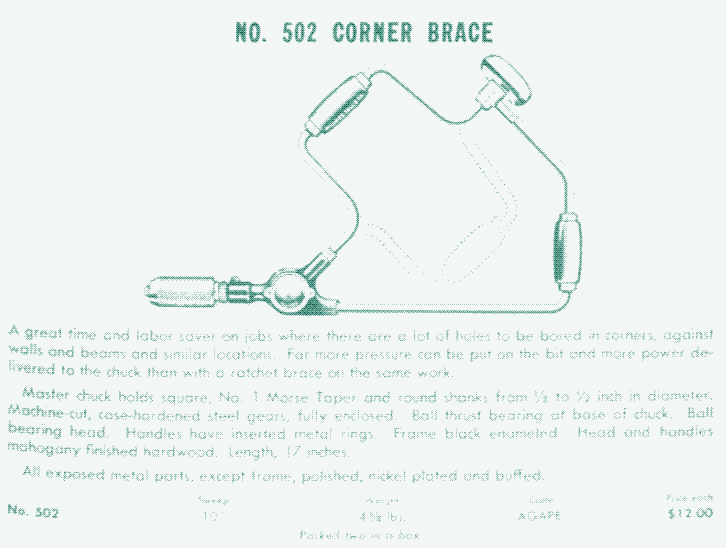 NO. 502 CORNER BRACE
A great time and labor saver on jobs where there are a lot of holes to be bored in corners, against
walls and beams and similar locations. Far more pressure can be put on the bit and more power de-
livered to the chuck than with a ratchet brace on the same work.
Master chuck holds square, No. 1 Morse Taper and round shanks from ⅛ to ½ inch in diameter.
Machine-cut, case-hardened steel gears, fully enclosed. Ball thrust bearing at base of chuck. Ball
bearing head. Handles have inserted metal rings. Frame black enameled. Head and handles
mahogany finished hardwood. Length, 17 inches.
All exposed metal parts, except frame, polished, nickel plated and buffed.
Sweep Weight Code Price each
No. 502 10" lbs. AGAPE $12.00
Packed two in a box